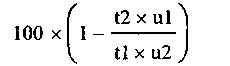 100 × (1 − (t2 × u1) / (t1 × u2))